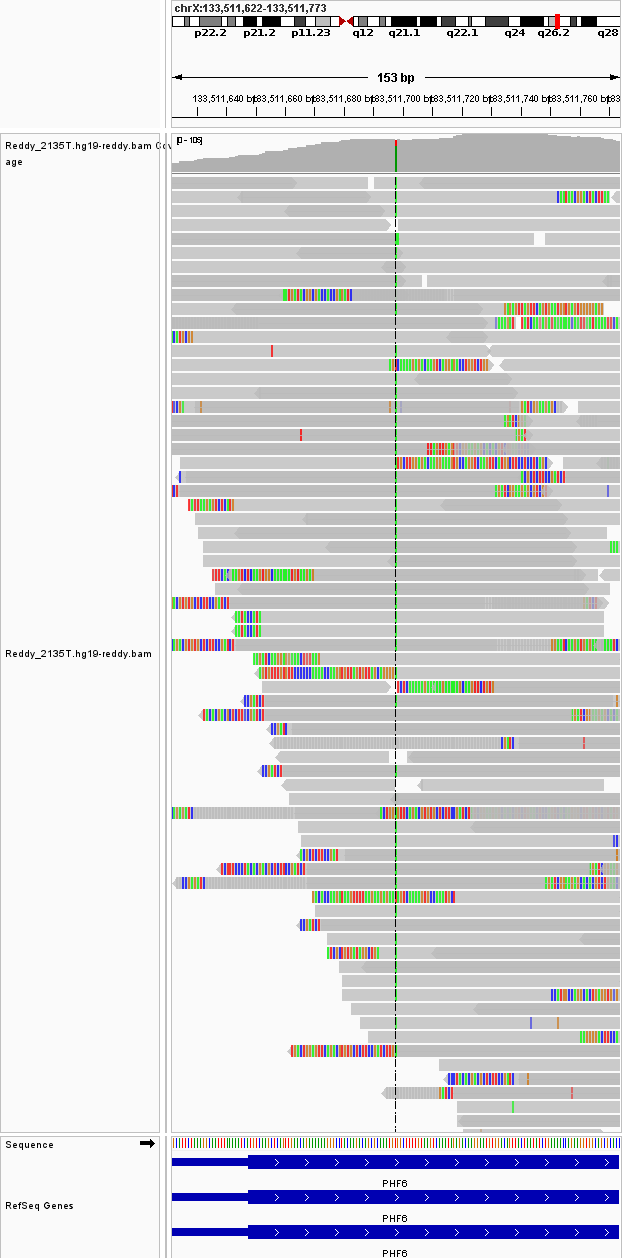 chrX:133,511,622-133,511,773
p22.2 p21.2 p11.23 q12 q21.1 q22.1 q24 q26.2 q28
153 bp
133,511,640 bp 133,511,660 bp 133,511,680 bp 133,511,700 bp 133,511,720 bp 133,511,740 bp 133,511,760 bp
Reddy_2135T.hg19-reddy.bam Cov
age
[0 - 105]
Reddy_2135T.hg19-reddy.bam
Sequence
PHF6
RefSeq Genes
PHF6
PHF6